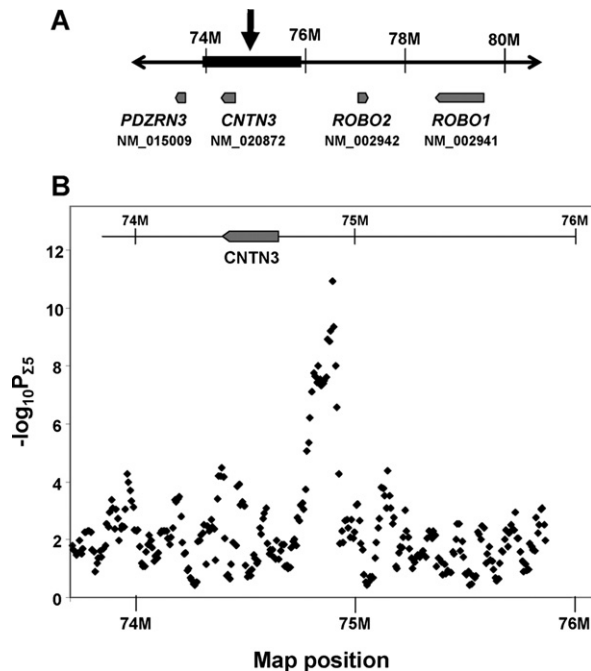 A
74M 76M 78M 80M
PDZRN3 CNTN3 ROBO2 ROBO1
NM_015009 NM_020872 NM_002942 NM_002941
B
74M 75M 76M
CNTN3
12
10
8
6
4
2
0
-log₁₀P_Σ5
74M 75M 76M
Map position